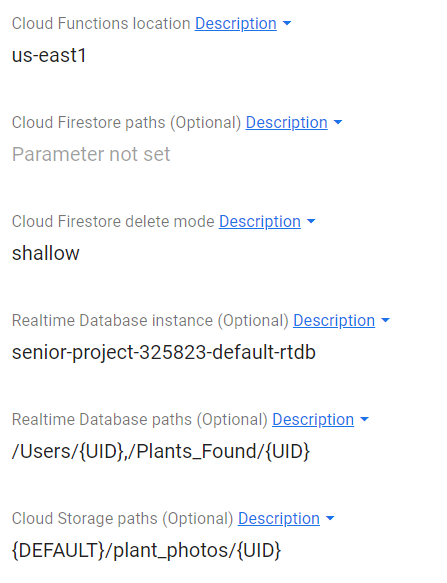 Cloud Functions location Description
us-east1
Cloud Firestore paths (Optional) Description
Parameter not set
Cloud Firestore delete mode Description
shallow
Realtime Database instance (Optional) Description
senior-project-325823-default-rtdb
Realtime Database paths (Optional) Description
/Users/{UID},/Plants_Found/{UID}
Cloud Storage paths (Optional) Description
{DEFAULT}/plant_photos/{UID}